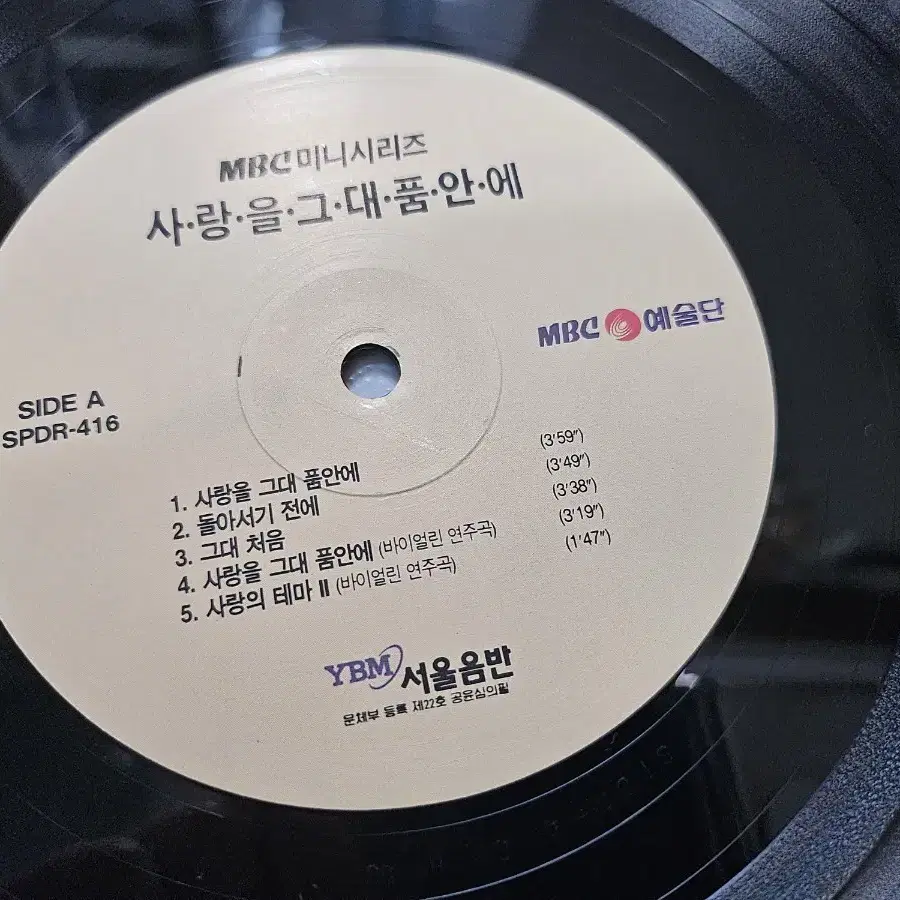 MBC 미니시리즈
사·랑·을·그·대·품·안·에
MBC 예술단
SIDE A
SPDR-416
1. 사랑을 그대 품안에 (3'59")
2. 돌아서기 전에 (3'49")
3. 그대 처음 (3'38")
4. 사랑을 그대 품안에 (바이얼린 연주곡) (3'19")
5. 사랑의 테마 II (바이얼린 연주곡) (1'47")
YBM 서울음반
문체부 등록 제22호 공윤심의필